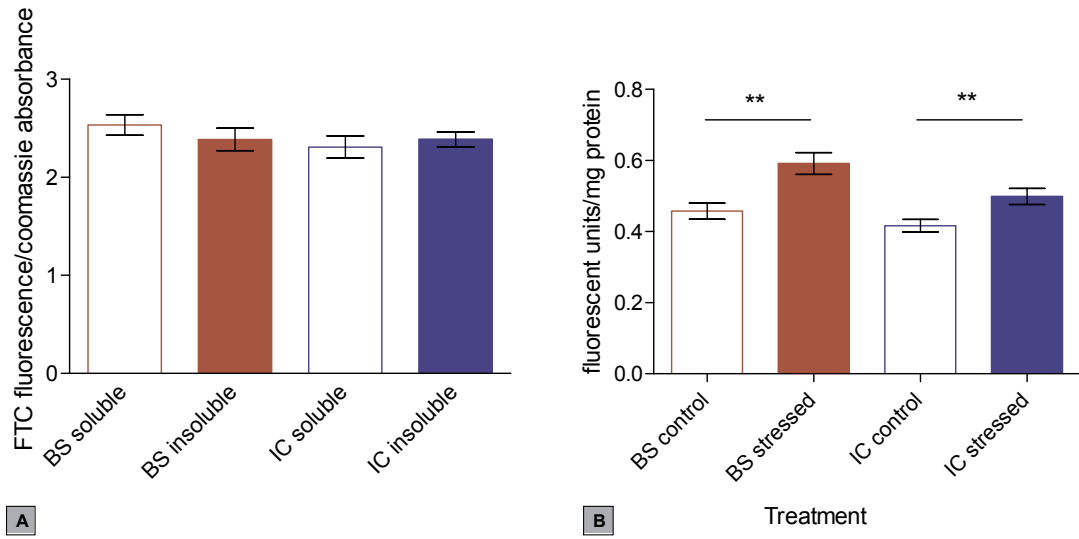 FTC fluorescence/coomassie absorbance
3
2
1
0
BS soluble
BS insoluble
IC soluble
IC insoluble
A
fluorescent units/mg protein
0.8
0.6
0.4
0.2
0.0
**
**
BS control
BS stressed
IC control
IC stressed
Treatment
B